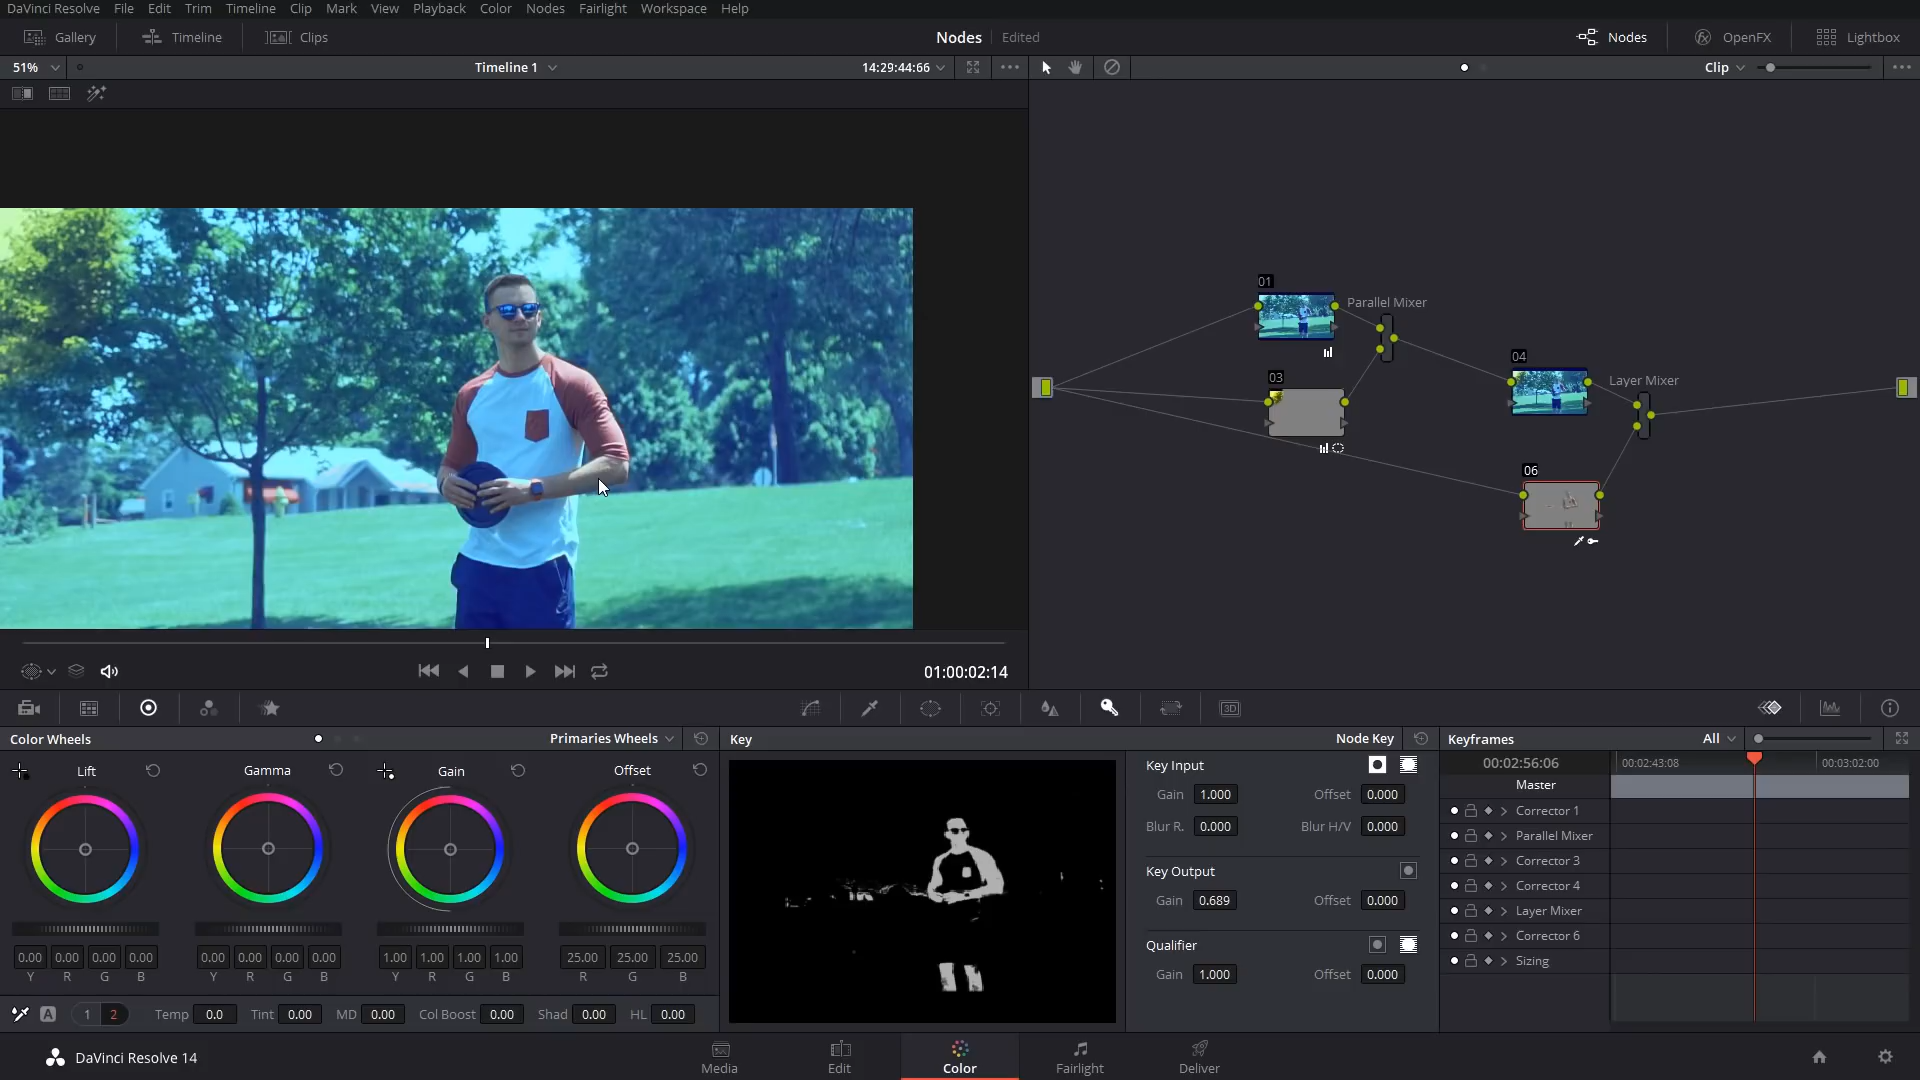 DaVinci Resolve File Edit Trim Timeline Clip Mark View Playback Color Nodes Fairlight Workspace Help
Gallery Timeline Clips Nodes Edited Nodes OpenFX Lightbox
51% Timeline 1 14:29:44:66 Clip
01
Parallel Mixer
04
03
Layer Mixer
06
01:00:02:14
Color Wheels Primaries Wheels Key Node Key Keyframes All
Lift Gamma Gain Offset
Key Input
Gain 1.000 Offset 0.000
Blur R. 0.000 Blur H/V 0.000
Key Output
Gain 0.689 Offset 0.000
Qualifier
Gain 1.000 Offset 0.000
00:02:56:06 00:02:43:08 00:03:02:00
Master
Corrector 1
Parallel Mixer
Corrector 3
Corrector 4
Layer Mixer
Corrector 6
Sizing
0.00 0.00 0.00 0.00 0.00 0.00 0.00 0.00 1.00 1.00 1.00 1.00 25.00 25.00 25.00
Y R G B Y R G B Y R G B R G B
A 1 2 Temp 0.0 Tint 0.00 MD 0.00 Col Boost 0.00 Shad 0.00 HL 0.00
3D
DaVinci Resolve 14 Media Edit Color Fairlight Deliver